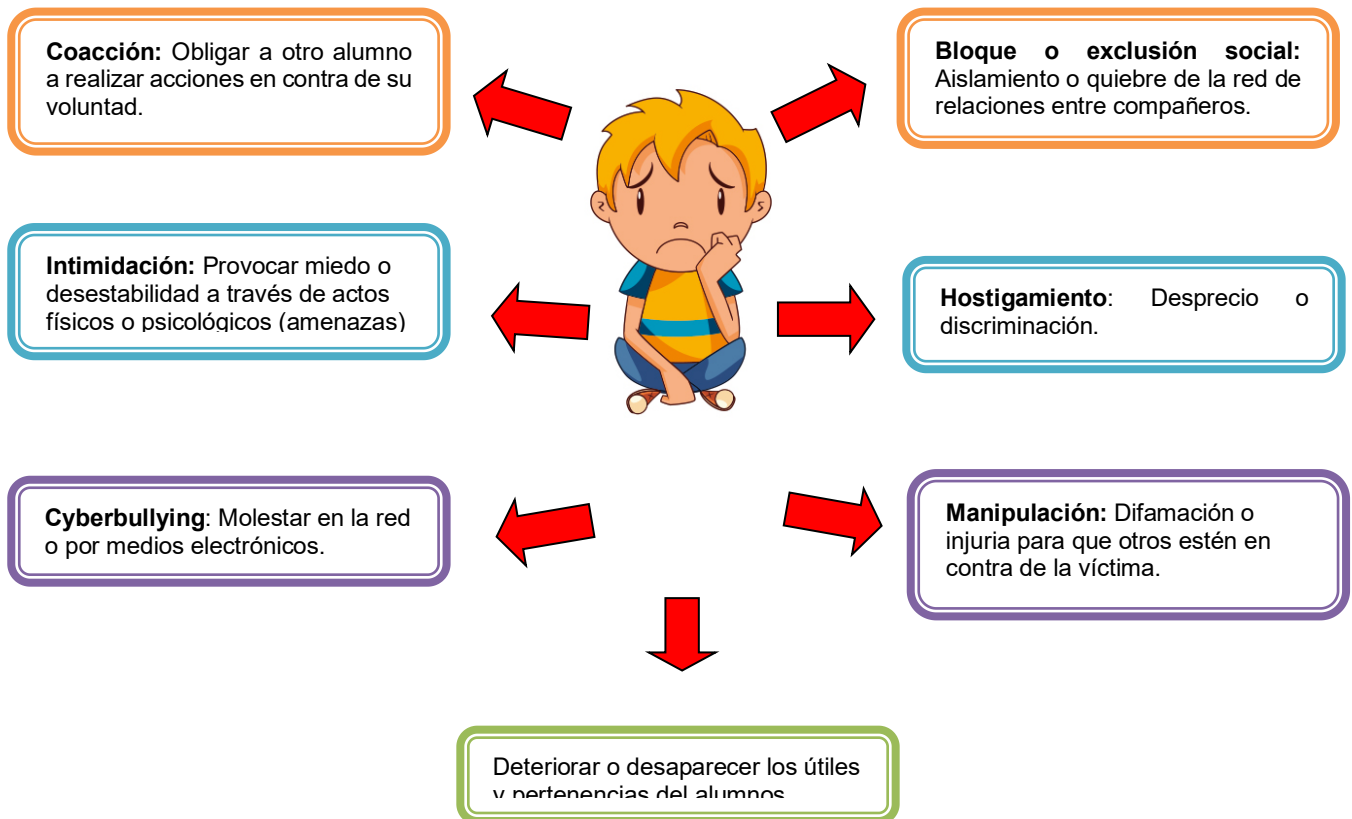 Coacción: Obligar a otro alumno
a realizar acciones en contra de su
voluntad.
Bloque o exclusión social:
Aislamiento o quiebre de la red de
relaciones entre compañeros.
Intimidación: Provocar miedo o
desestabilidad a través de actos
físicos o psicológicos (amenazas)
Hostigamiento: Desprecio o
discriminación.
Cyberbullying: Molestar en la red
o por medios electrónicos.
Manipulación: Difamación o
injuria para que otros estén en
contra de la víctima.
Deteriorar o desaparecer los útiles
y pertenencias del alumnos